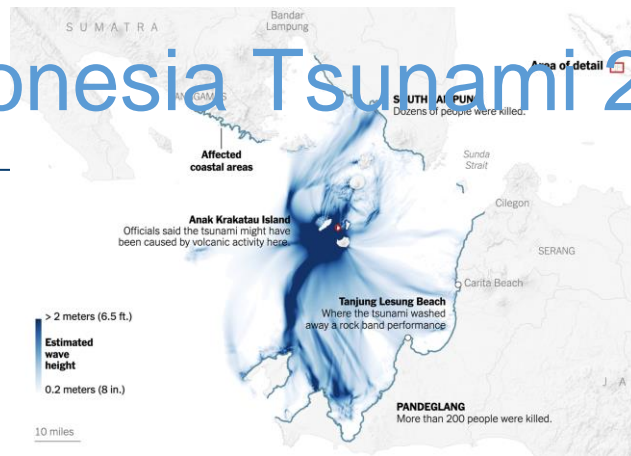 Bandar
Lampung
SUMATRA
Area of detail
onesia Tsunami 2
TANGGAMUS
SOUTH LAMPUNG
Dozens of people were killed.
Affected
coastal areas
Sunda
Strait
Cilegon
Anak Krakatau Island
Officials said the tsunami might have
been caused by volcanic activity here.
SERANG
Carita Beach
Tanjung Lesung Beach
Where the tsunami washed
away a rock band performance
> 2 meters (6.5 ft.)
Estimated
wave
height
0.2 meters (8 in.)
J A
PANDEGLANG
More than 200 people were killed.
10 miles